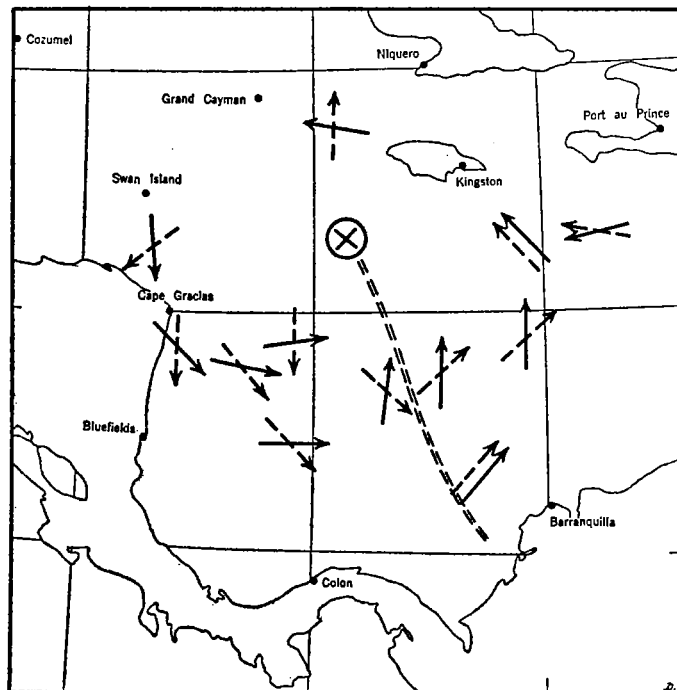 Cozumel
Niquero
Grand Cayman
Port au Prince
Swan Island
Kingston
Cape Gracias
Bluefields
Barranquilla
Colon